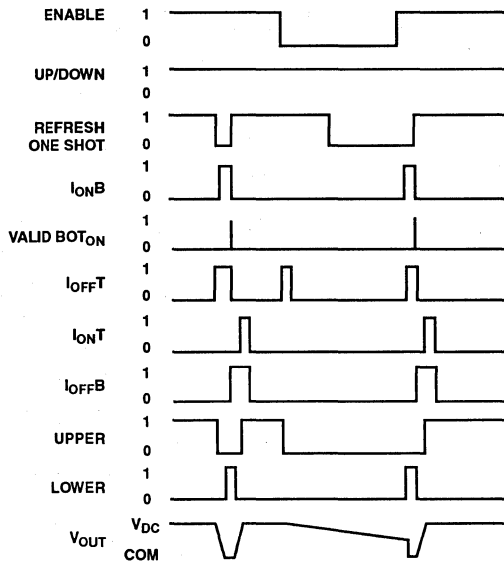 ENABLE 1
0
UP/DOWN 1
0
REFRESH 1
ONE SHOT 0
IONB 1
0
VALID BOTON 1
0
IOFFT 1
0
IONT 1
0
IOFFB 1
0
UPPER 1
0
LOWER 1
0
VOUT VDC
COM